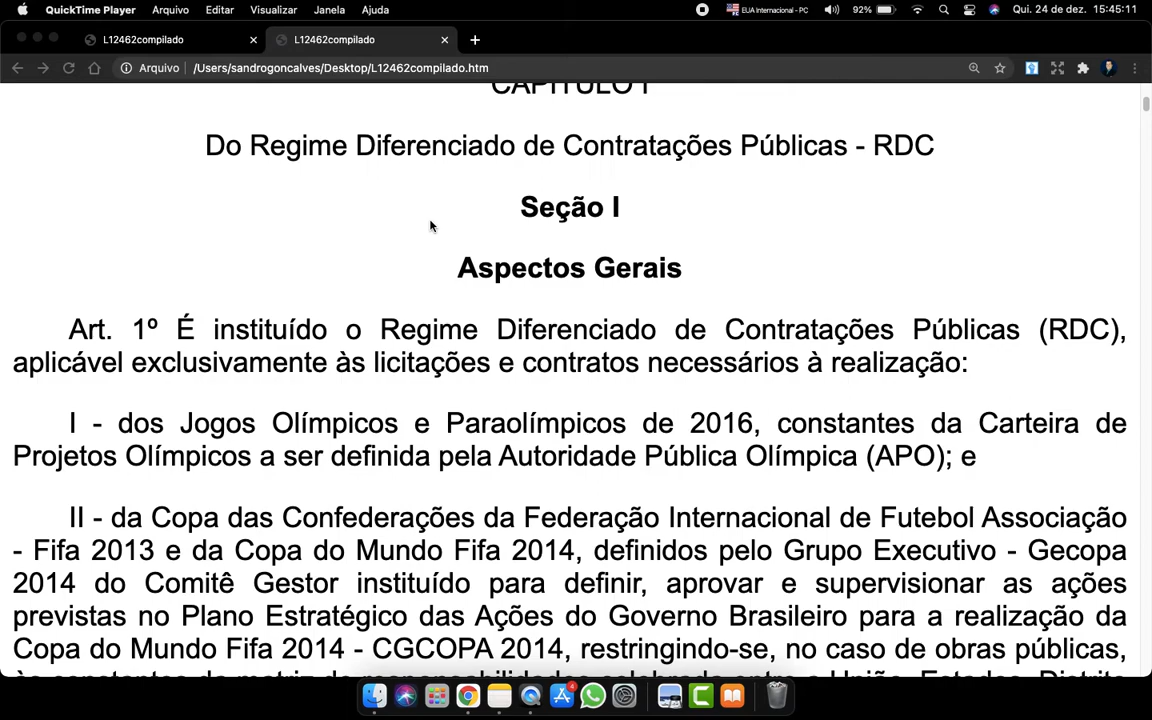 QuickTime Player Arquivo Editar Visualizar Janela Ajuda EUA Internacional - PC 92% Qui. 24 de dez. 15:45:11
L12462compilado L12462compilado
Arquivo /Users/sandrogoncalves/Desktop/L12462compilado.htm
CAPÍTULO I
Do Regime Diferenciado de Contratações Públicas - RDC
Seção I
Aspectos Gerais
Art. 1º É instituído o Regime Diferenciado de Contratações Públicas (RDC),
aplicável exclusivamente às licitações e contratos necessários à realização:
I - dos Jogos Olímpicos e Paraolímpicos de 2016, constantes da Carteira de
Projetos Olímpicos a ser definida pela Autoridade Pública Olímpica (APO); e
II - da Copa das Confederações da Federação Internacional de Futebol Associação
- Fifa 2013 e da Copa do Mundo Fifa 2014, definidos pelo Grupo Executivo - Gecopa
2014 do Comitê Gestor instituído para definir, aprovar e supervisionar as ações
previstas no Plano Estratégico das Ações do Governo Brasileiro para a realização da
Copa do Mundo Fifa 2014 - CGCOPA 2014, restringindo-se, no caso de obras públicas,